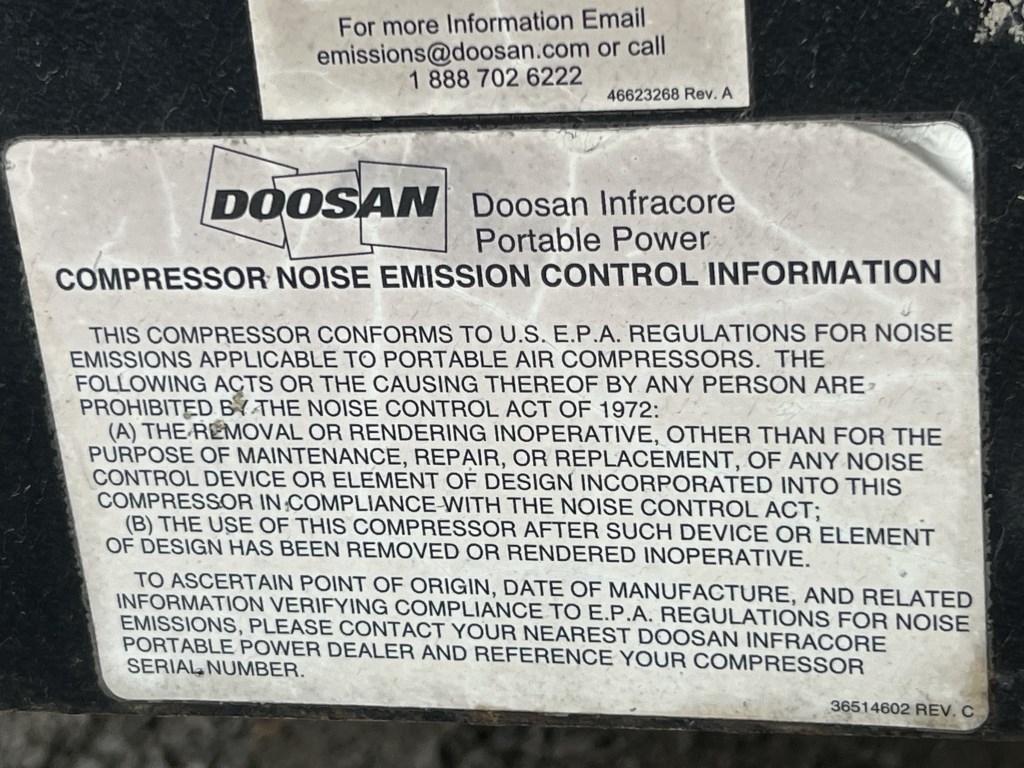 For more Information Email
emissions@doosan.com or call
1 888 702 6222
46623268 Rev. A
DOOSAN
Doosan Infracore
Portable Power
COMPRESSOR NOISE EMISSION CONTROL INFORMATION
THIS COMPRESSOR CONFORMS TO U.S. E.P.A. REGULATIONS FOR NOISE
EMISSIONS APPLICABLE TO PORTABLE AIR COMPRESSORS. THE
FOLLOWING ACTS OR THE CAUSING THEREOF BY ANY PERSON ARE
PROHIBITED BY THE NOISE CONTROL ACT OF 1972:
(A) THE REMOVAL OR RENDERING INOPERATIVE, OTHER THAN FOR THE
PURPOSE OF MAINTENANCE, REPAIR, OR REPLACEMENT, OF ANY NOISE
CONTROL DEVICE OR ELEMENT OF DESIGN INCORPORATED INTO THIS
COMPRESSOR IN COMPLIANCE WITH THE NOISE CONTROL ACT;
(B) THE USE OF THIS COMPRESSOR AFTER SUCH DEVICE OR ELEMENT
OF DESIGN HAS BEEN REMOVED OR RENDERED INOPERATIVE.
TO ASCERTAIN POINT OF ORIGIN, DATE OF MANUFACTURE, AND RELATED
INFORMATION VERIFYING COMPLIANCE TO E.P.A. REGULATIONS FOR NOISE
EMISSIONS, PLEASE CONTACT YOUR NEAREST DOOSAN INFRACORE
PORTABLE POWER DEALER AND REFERENCE YOUR COMPRESSOR
SERIAL NUMBER.
36514602 REV. C